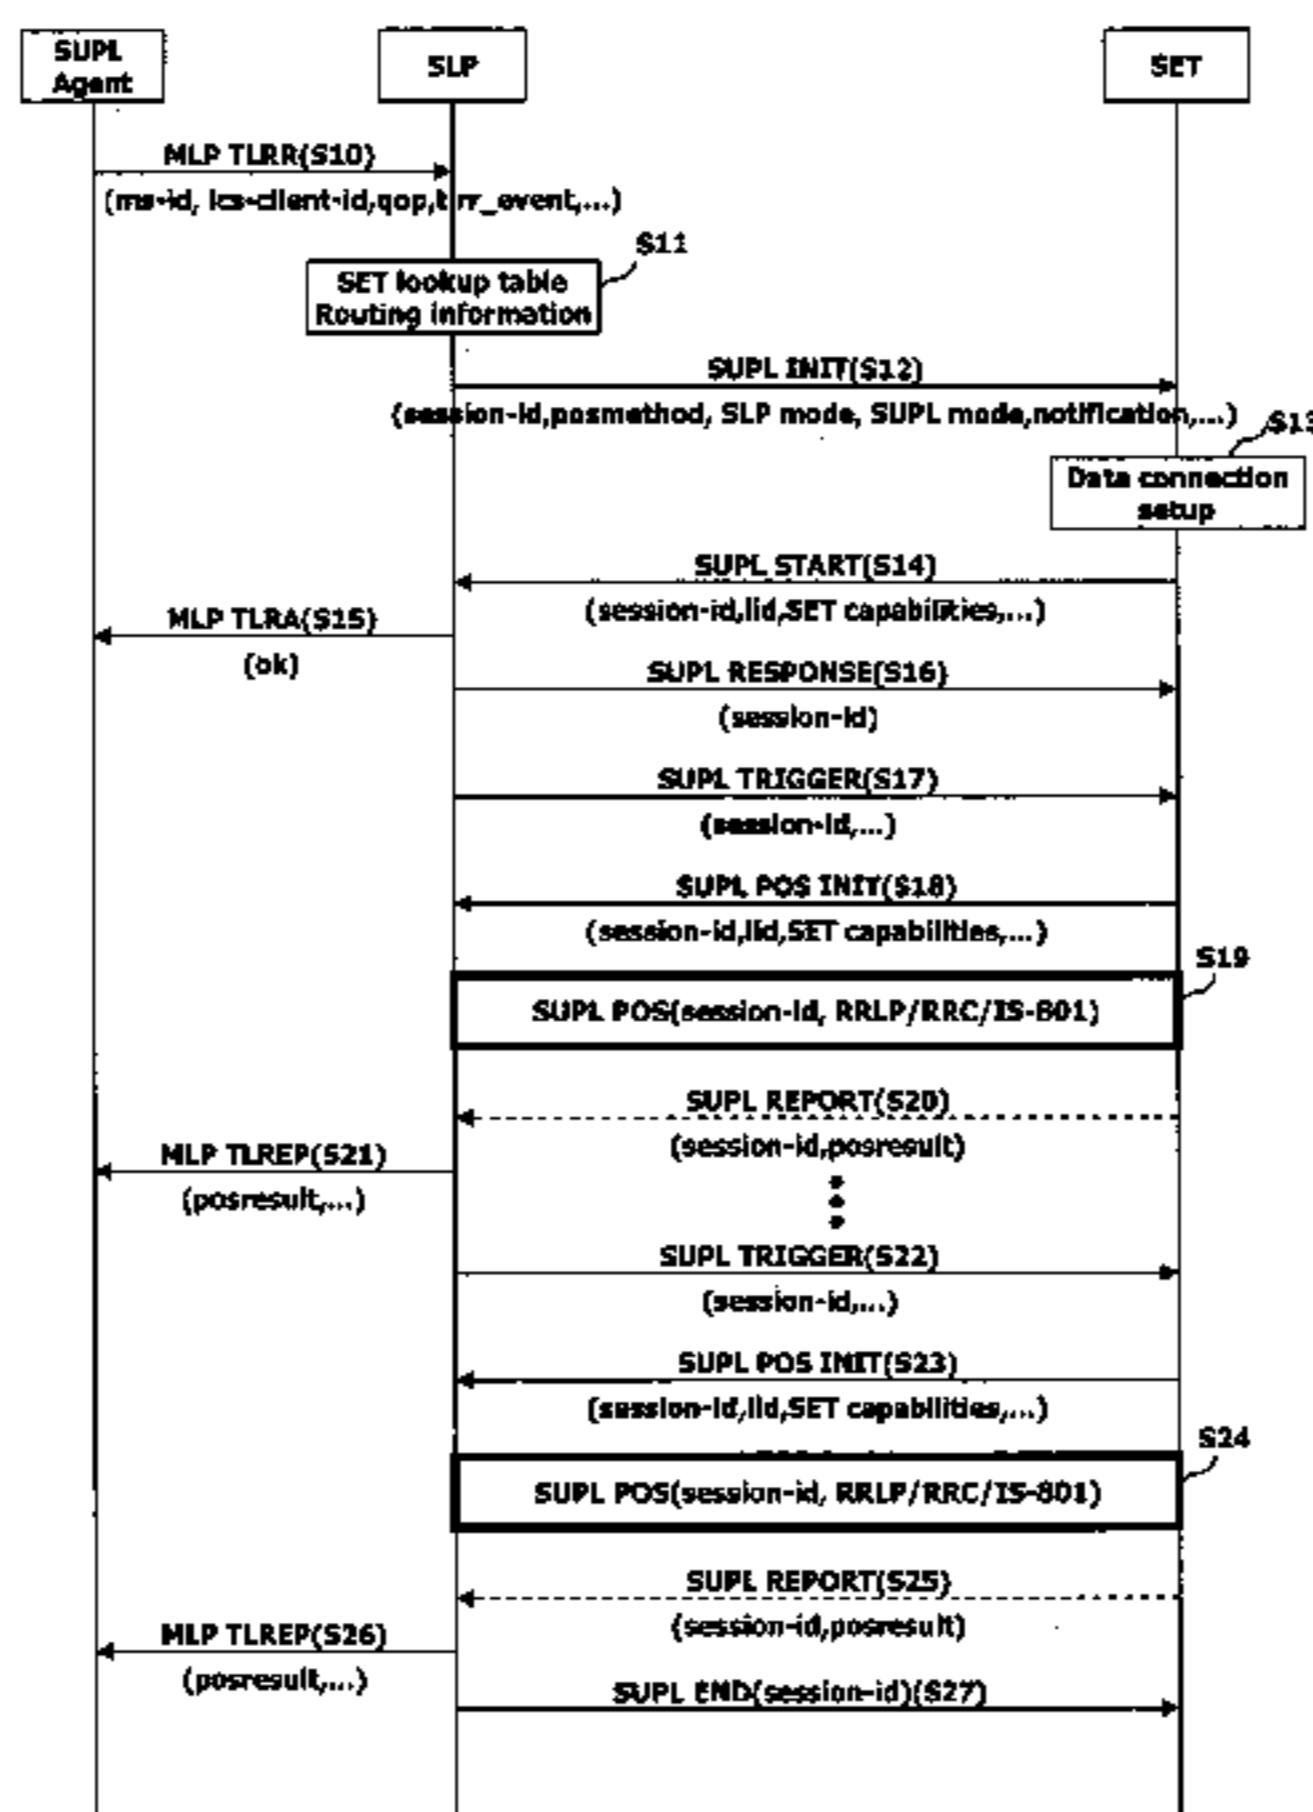 SUPL
Agent
SLP
SET
MLP TLRR(S10)
(ms-id, lcs-client-id,qop,tlrr_event,...)
S11
SET lookup table
Routing information
SUPL INIT(S12)
(session-id,posmethod, SLP mode, SUPL mode,notification,...)
S13
Data connection
setup
SUPL START(S14)
(session-id,lid,SET capabilities,...)
MLP TLRA(S15)
(ok)
SUPL RESPONSE(S16)
(session-id)
SUPL TRIGGER(S17)
(session-id,...)
SUPL POS INIT(S18)
(session-id,lid,SET capabilities,...)
S19
SUPL POS(session-id, RRLP/RRC/IS-801)
SUPL REPORT(S20)
(session-id,posresult)
MLP TLREP(S21)
(posresult,...)
SUPL TRIGGER(S22)
(session-id,...)
SUPL POS INIT(S23)
(session-id,lid,SET capabilities,...)
S24
SUPL POS(session-id, RRLP/RRC/IS-801)
SUPL REPORT(S25)
(session-id,posresult)
MLP TLREP(S26)
(posresult,...)
SUPL END(session-id)(S27)